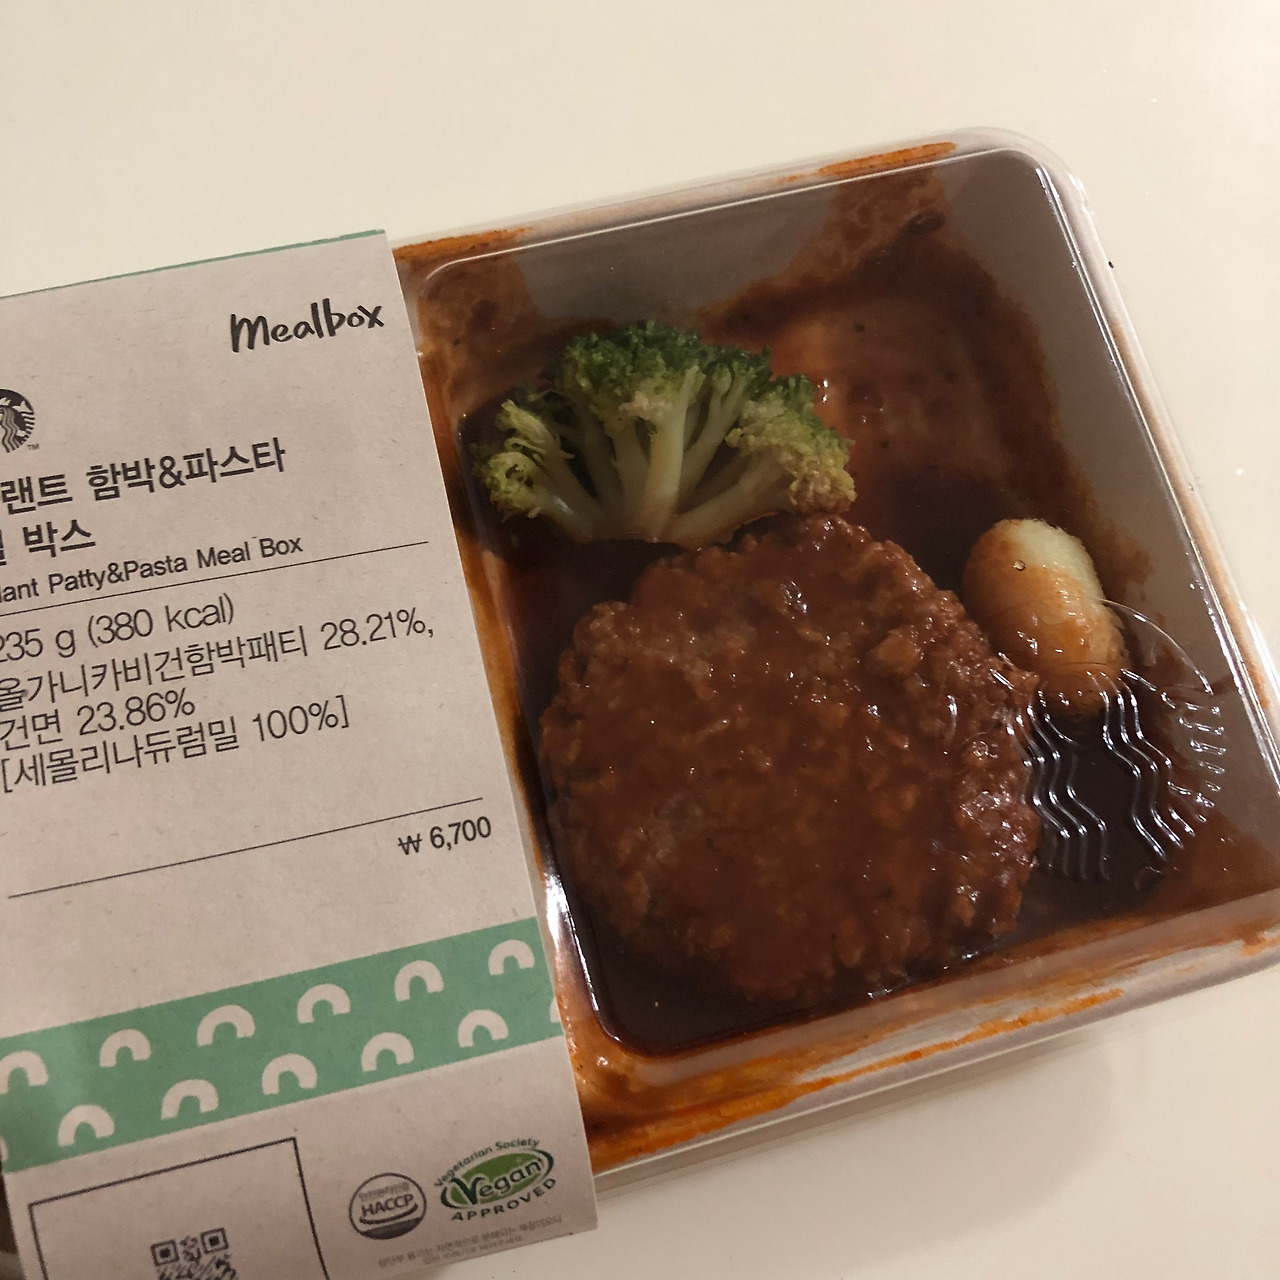 mealbox
TM
랜트 함박&파스타
박스
lant Patty&Pasta Meal Box
235 g (380 kcal)
올가니카비건함박패티 28.21%,
건면 23.86%
[세몰리나듀럼밀 100%]
₩ 6,700
HACCP
Vegetarian Society
Vegan
APPROVED